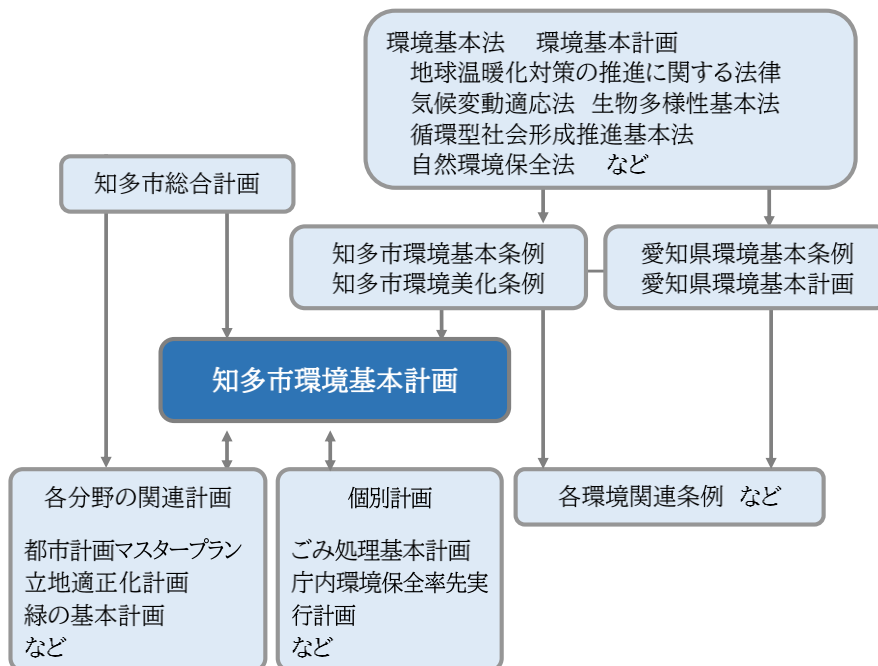 環境基本法　環境基本計画
地球温暖化対策の推進に関する法律
気候変動適応法　生物多様性基本法
循環型社会形成推進基本法
自然環境保全法　など
知多市総合計画
知多市環境基本条例
知多市環境美化条例
愛知県環境基本条例
愛知県環境基本計画
知多市環境基本計画
各分野の関連計画
都市計画マスタープラン
立地適正化計画
緑の基本計画
など
個別計画
ごみ処理基本計画
庁内環境保全率先実
行計画
など
各環境関連条例　など